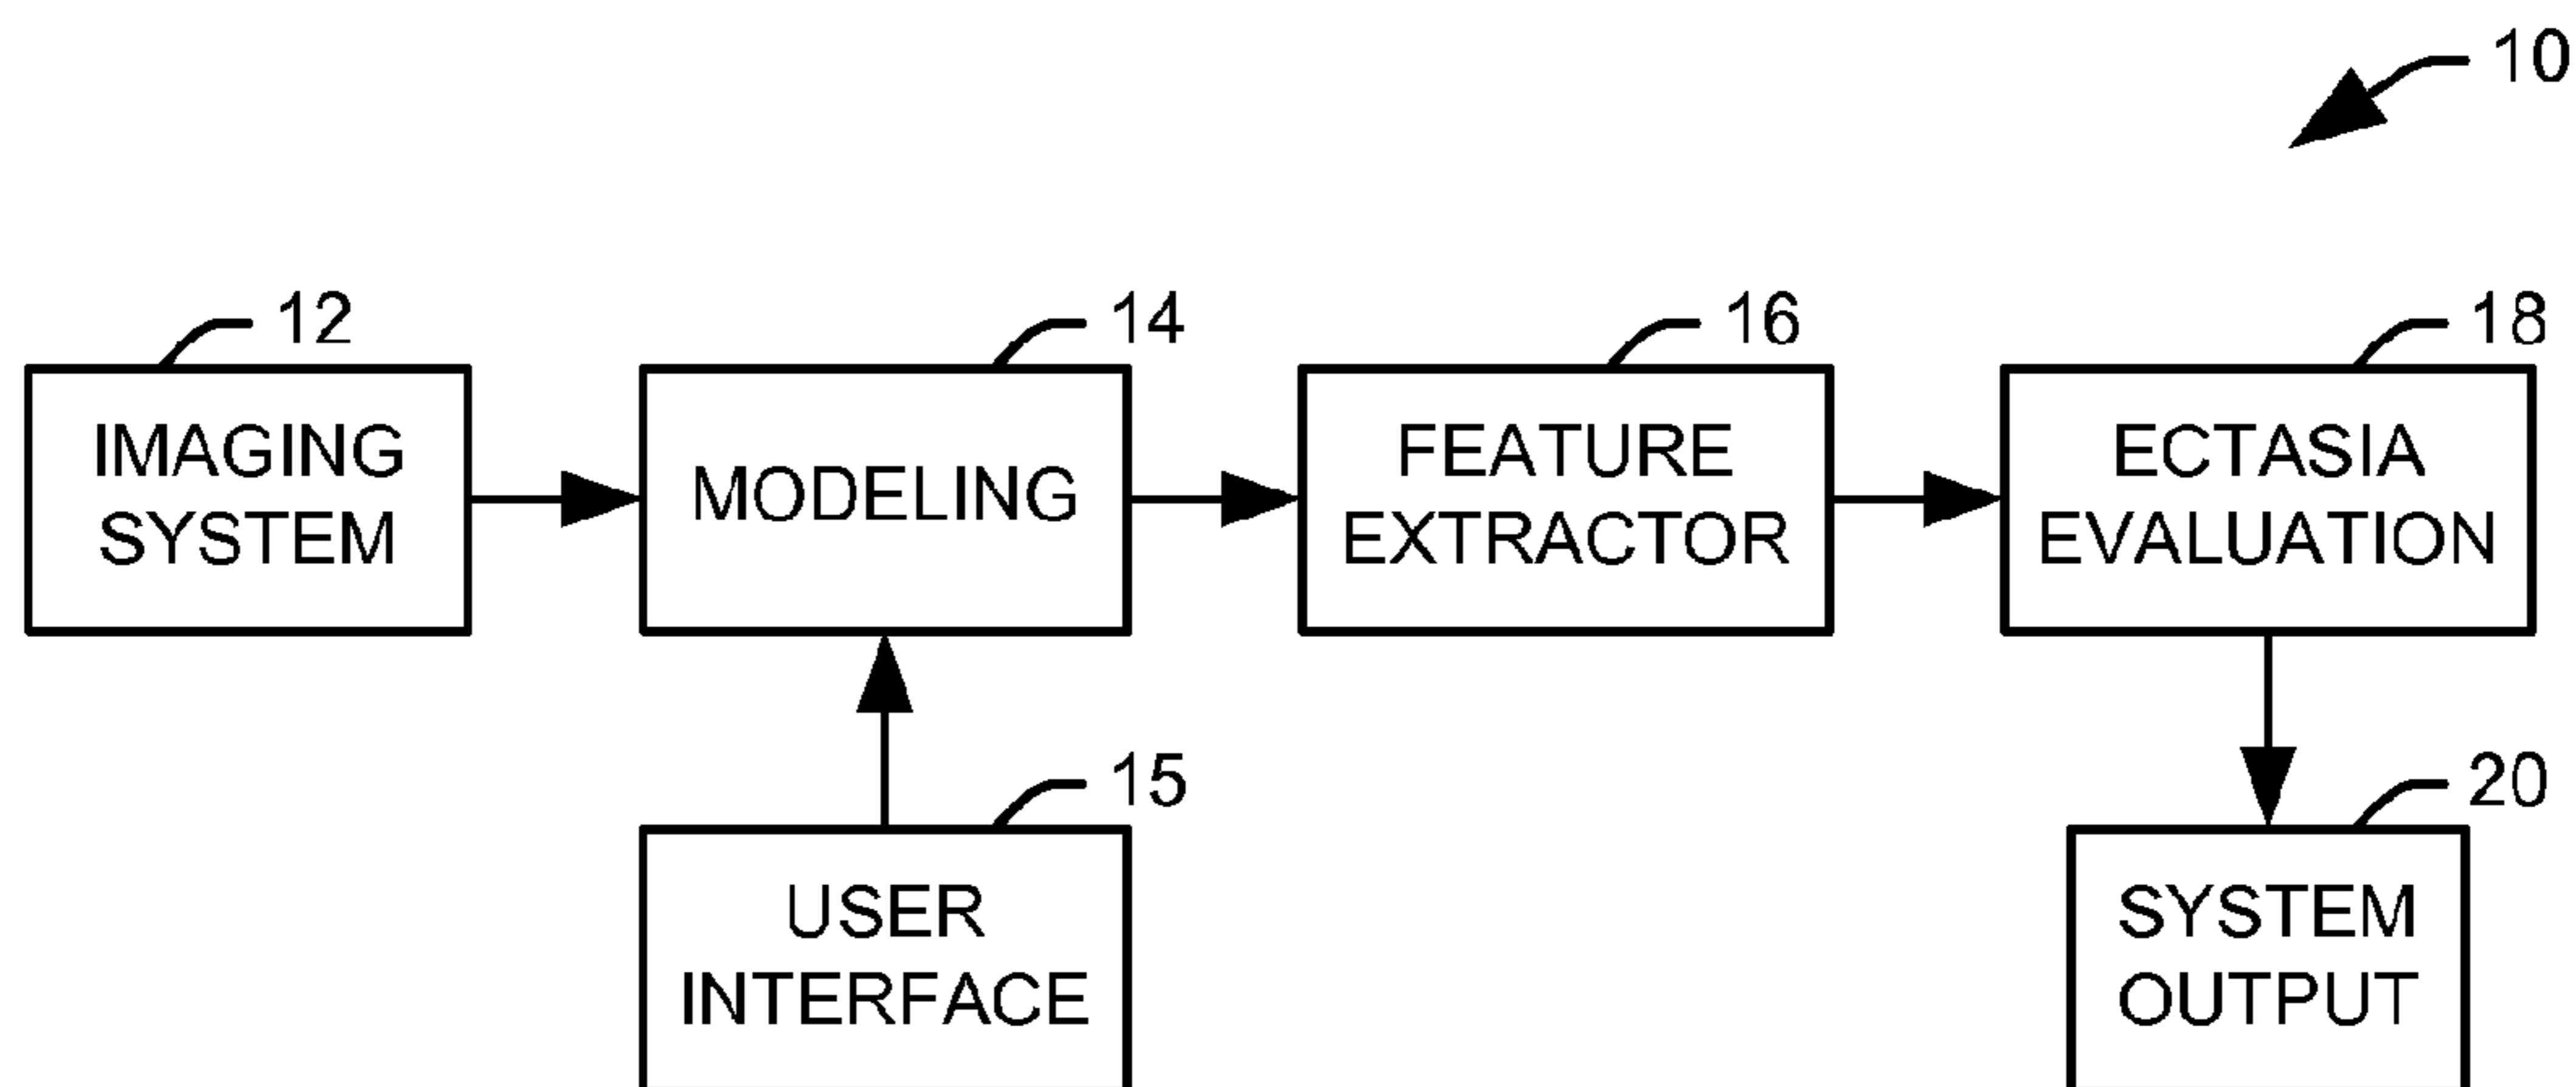 10
12
14
16
18
IMAGING
SYSTEM
MODELING
FEATURE
EXTRACTOR
ECTASIA
EVALUATION
15
20
USER
INTERFACE
SYSTEM
OUTPUT